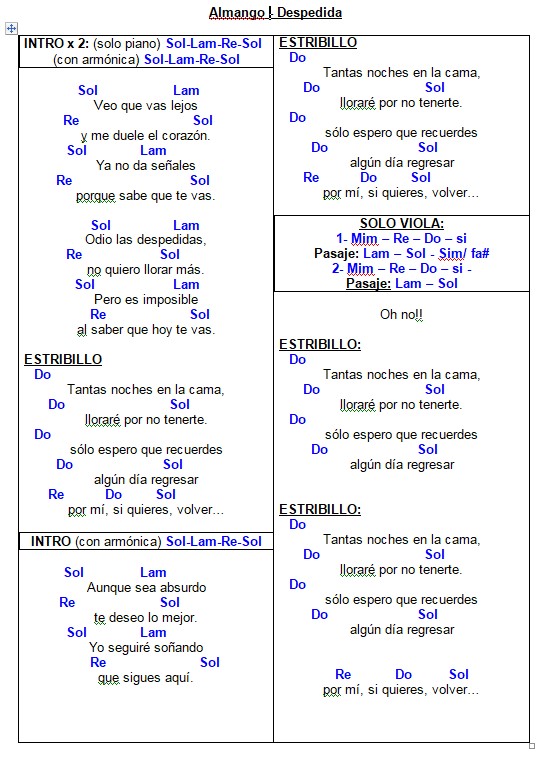 Almango - Despedida
INTRO x 2: (solo piano) Sol-Lam-Re-Sol
(con armónica) Sol-Lam-Re-Sol
Sol Lam
Veo que vas lejos
Re Sol
y me duele el corazón.
Sol Lam
Ya no da señales
Re Sol
porque sabe que te vas.
Sol Lam
Odio las despedidas,
Re Sol
no quiero llorar más.
Sol Lam
Pero es imposible
Re Sol
al saber que hoy te vas.
ESTRIBILLO
Do
Tantas noches en la cama,
Do Sol
lloraré por no tenerte.
Do
sólo espero que recuerdes
Do Sol
algún día regresar
Re Do Sol
por mí, si quieres, volver...
INTRO (con armónica) Sol-Lam-Re-Sol
Sol Lam
Aunque sea absurdo
Re Sol
te deseo lo mejor.
Sol Lam
Yo seguiré soñando
Re Sol
que sigues aquí.
ESTRIBILLO
Do
Tantas noches en la cama,
Do Sol
lloraré por no tenerte.
Do
sólo espero que recuerdes
Do Sol
algún día regresar
Re Do Sol
por mí, si quieres, volver...
SOLO VIOLA:
1- Mim – Re – Do – si
Pasaje: Lam – Sol - Sim/ fa#
2- Mim – Re – Do – si -
Pasaje: Lam – Sol
Oh no!!
ESTRIBILLO:
Do
Tantas noches en la cama,
Do Sol
lloraré por no tenerte.
Do
sólo espero que recuerdes
Do Sol
algún día regresar
ESTRIBILLO:
Do
Tantas noches en la cama,
Do Sol
lloraré por no tenerte.
Do
sólo espero que recuerdes
Do Sol
algún día regresar
Re Do Sol
por mí, si quieres, volver...